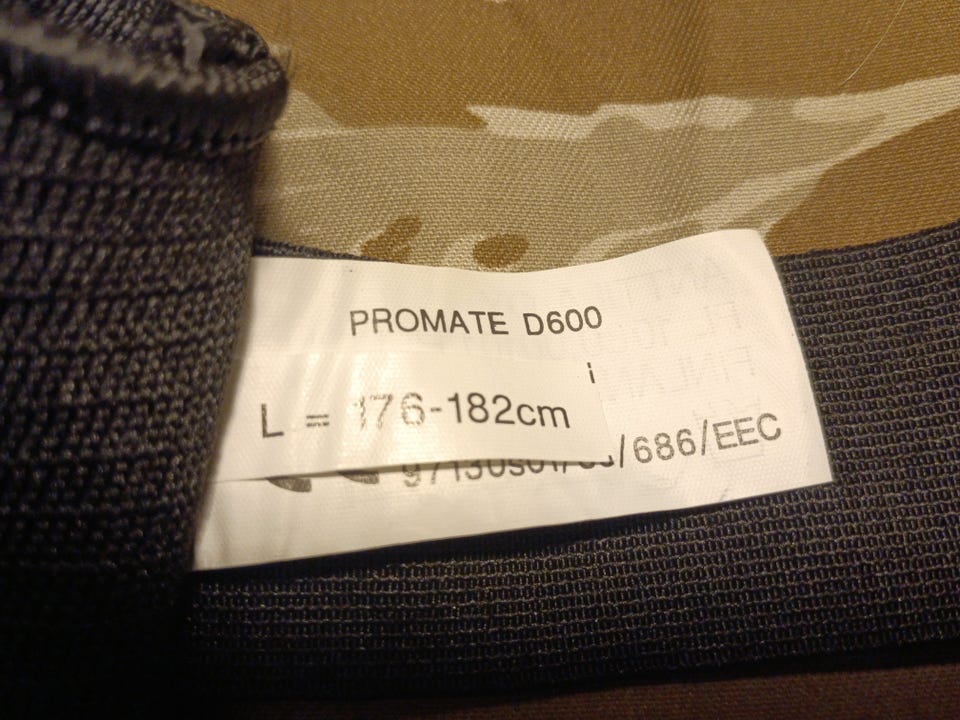 PROMATE D600
i
L = 176-182cm
/686/EEC